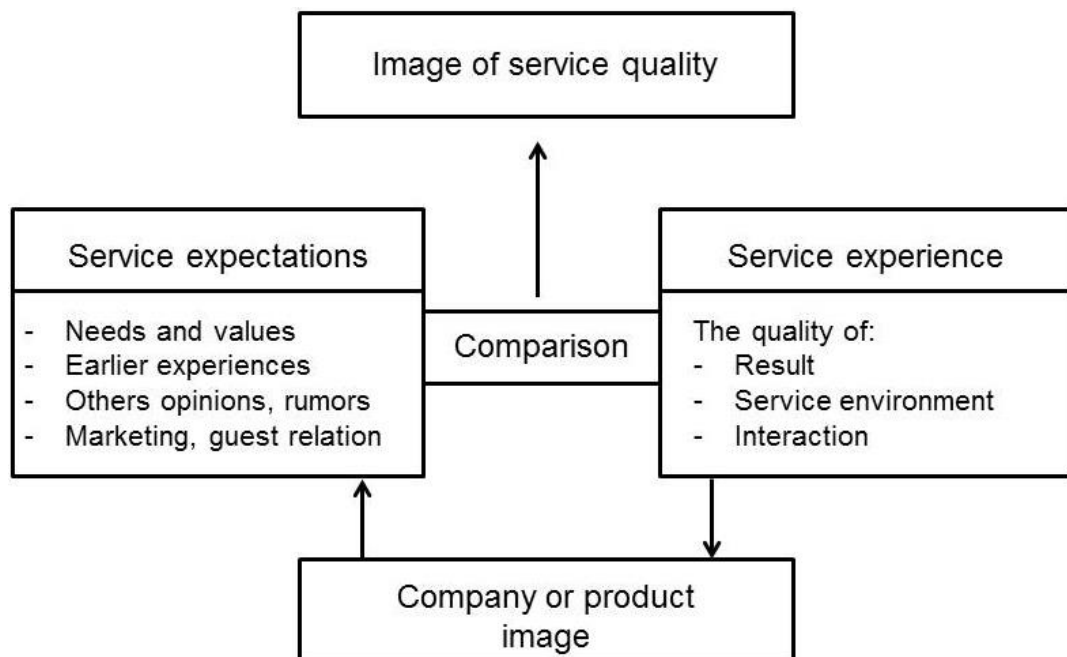 Image of service quality
Service expectations
- Needs and values
- Earlier experiences
- Others opinions, rumors
- Marketing, guest relation
Comparison
Service experience
The quality of:
- Result
- Service environment
- Interaction
Company or product
image